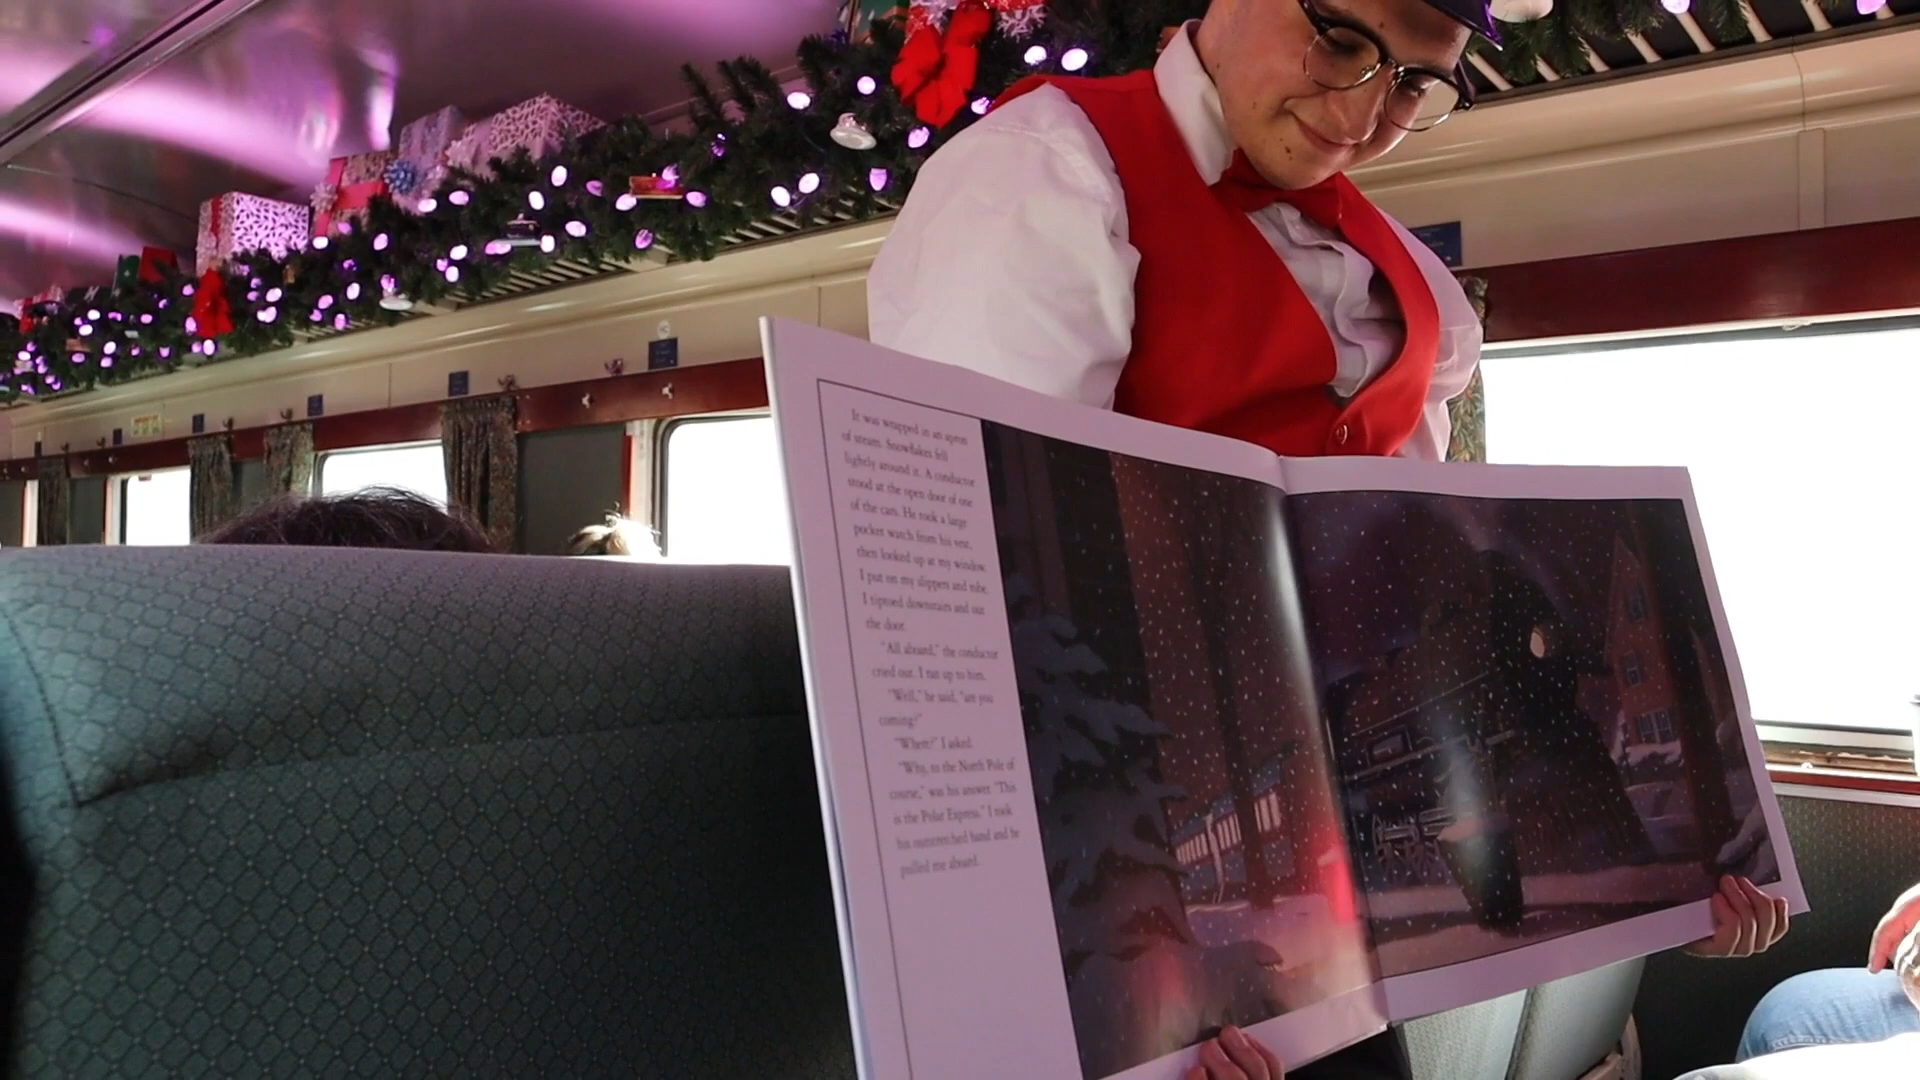 It was wrapped in an apron
of steam. Snowflakes fell
lightly around it. A conductor
stood at the open door of one
of the cars. He took a large
pocket watch from his vest,
then looked up at my window.
I put on my slippers and robe.
I tiptoed downstairs and out
the door.
"All aboard," the conductor
cried out. I ran up to him.
"Well," he said, "are you
coming?"
"Where?" I asked.
"Why, to the North Pole of
course," was his answer. "This
is the Polar Express." I took
his outstretched hand and he
pulled me aboard.